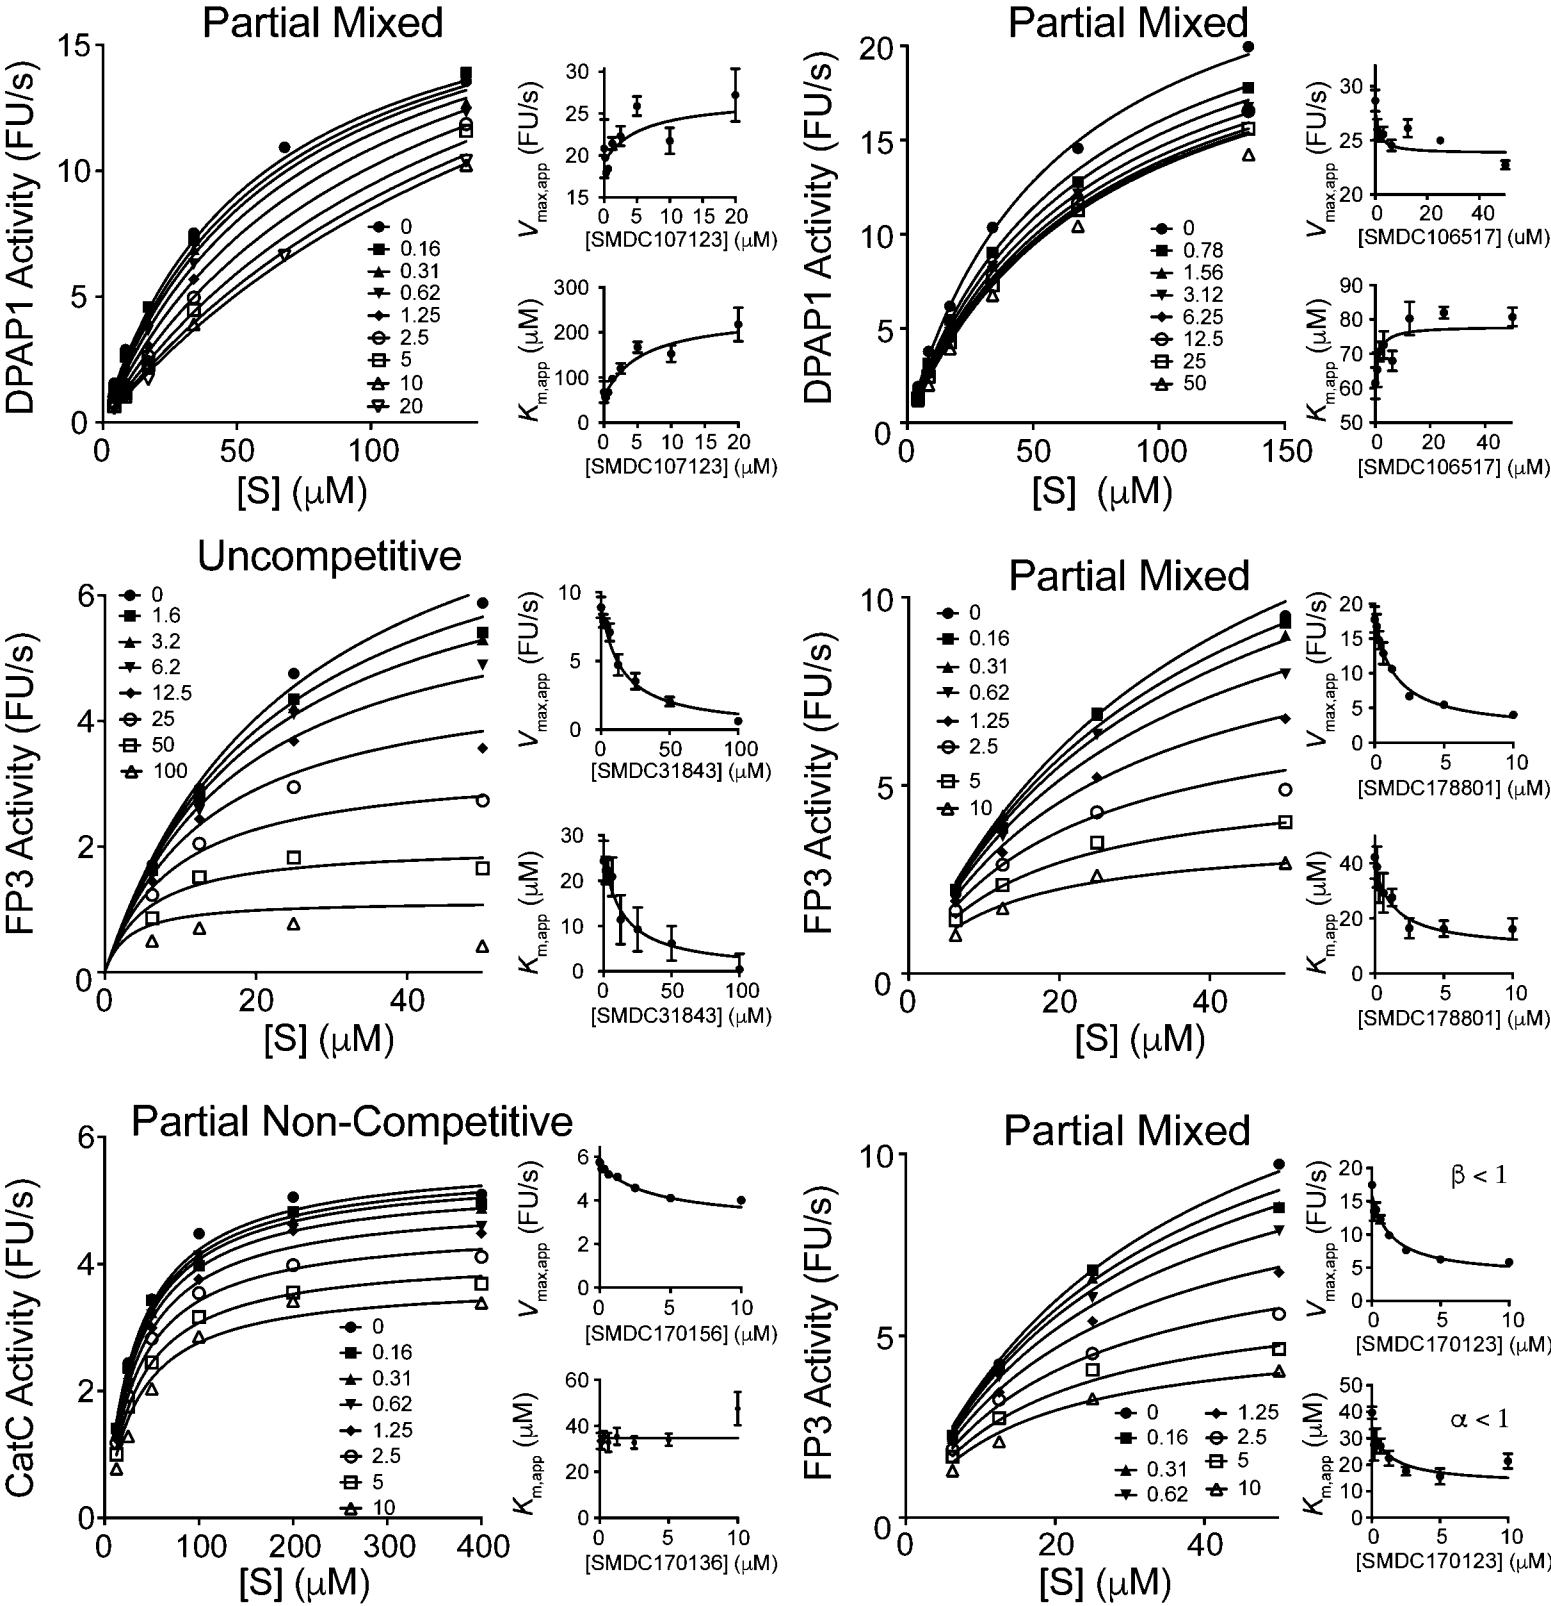 Partial Mixed
DPAP1 Activity (FU/s)
15
10
5
0
0 50 100
[S] (μM)
0
0.16
0.31
0.62
1.25
2.5
5
10
20
Vmax,app (FU/s)
30
25
20
15
0 5 10 15 20
[SMDC107123] (μM)
Km,app (μM)
300
200
100
0
0 5 10 15 20
[SMDC107123] (μM)
Partial Mixed
DPAP1 Activity (FU/s)
20
15
10
5
0
0 50 100 150
[S] (μM)
0
0.78
1.56
3.12
6.25
12.5
25
50
Vmax,app (FU/s)
30
25
20
0 20 40
[SMDC106517] (uM)
Km,app (μM)
90
80
70
60
50
0 20 40
[SMDC106517] (μM)
Uncompetitive
FP3 Activity (FU/s)
6
4
2
0
0 20 40
[S] (μM)
0
1.6
3.2
6.2
12.5
25
50
100
Vmax,app (FU/s)
10
5
0
0 50 100
[SMDC31843] (μM)
Km,app (μM)
30
20
10
0
0 50 100
[SMDC31843] (μM)
Partial Mixed
FP3 Activity (FU/s)
10
5
0
0 20 40
[S] (μM)
0
0.16
0.31
0.62
1.25
2.5
5
10
Vmax,app (FU/s)
20
15
10
5
0
0 5 10
[SMDC178801] (μM)
Km,app (μM)
40
20
0
0 5 10
[SMDC178801] (μM)
Partial Non-Competitive
CatC Activity (FU/s)
6
4
2
0
0 100 200 300 400
[S] (μM)
0
0.16
0.31
0.62
1.25
2.5
5
10
Vmax,app (FU/s)
6
4
2
0
0 5 10
[SMDC170156] (μM)
Km,app (μM)
60
40
20
0
0 5 10
[SMDC170136] (μM)
Partial Mixed
FP3 Activity (FU/s)
10
5
0
0 20 40
[S] (μM)
0 1.25
0.16 2.5
0.31 5
0.62 10
Vmax,app (FU/s)
20
15
10
5
0
β < 1
0 5 10
[SMDC170123] (μM)
Km,app (μM)
50
40
30
20
10
0
α < 1
0 5 10
[SMDC170123] (μM)